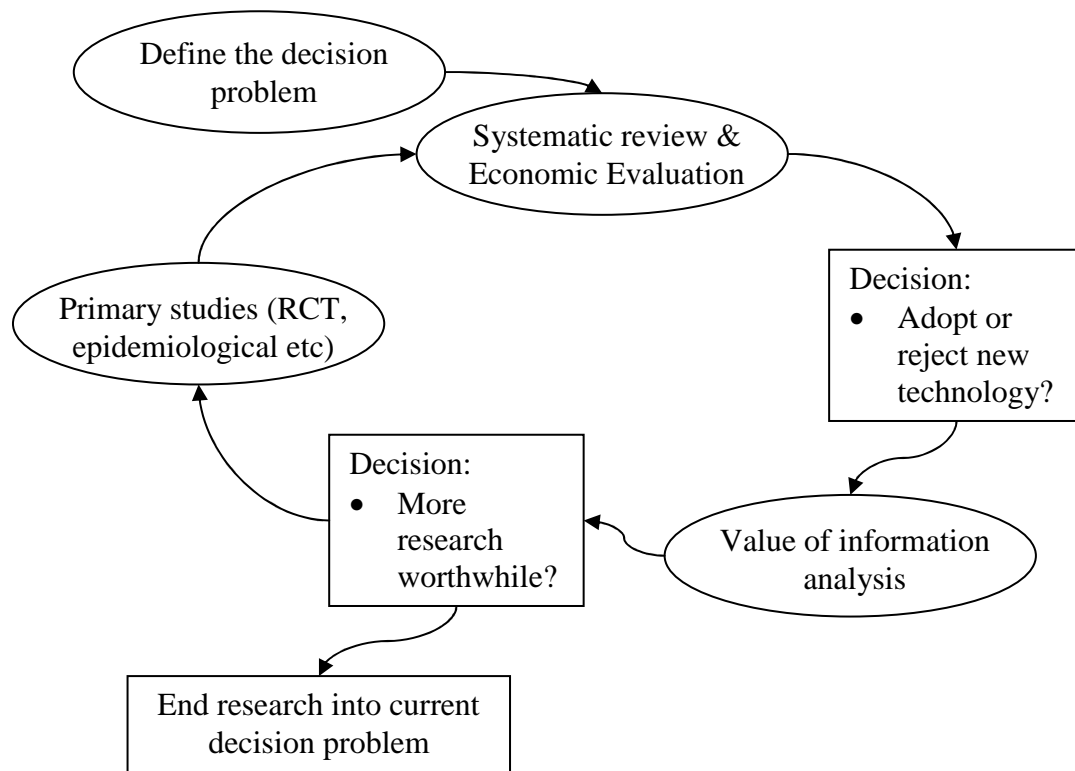 Define the decision
problem
Systematic review &
Economic Evaluation
Decision:
• Adopt or
reject new
technology?
Value of information
analysis
Decision:
• More
research
worthwhile?
Primary studies (RCT,
epidemiological etc)
End research into current
decision problem